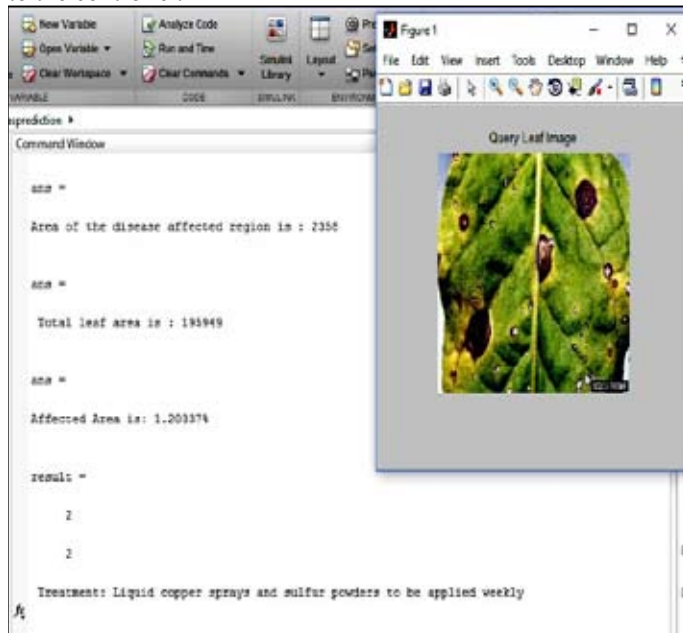 New Variable
Analyze Code
Open Variable
Run and Time
Simulink
Layout
Clear Workspace
Clear Commands
Library
VARIABLE
CODE
SIMULINK
Figure 1
File Edit View Insert Tools Desktop Window Help
Query Leaf Image
Command Window
ans =
Area of the disease affected region is : 2358
ans =
Total leaf area is : 195949
ans =
Affected Area is: 1.203374
result =
2
2
Treatment: Liquid copper sprays and sulfur powders to be applied weekly
fx